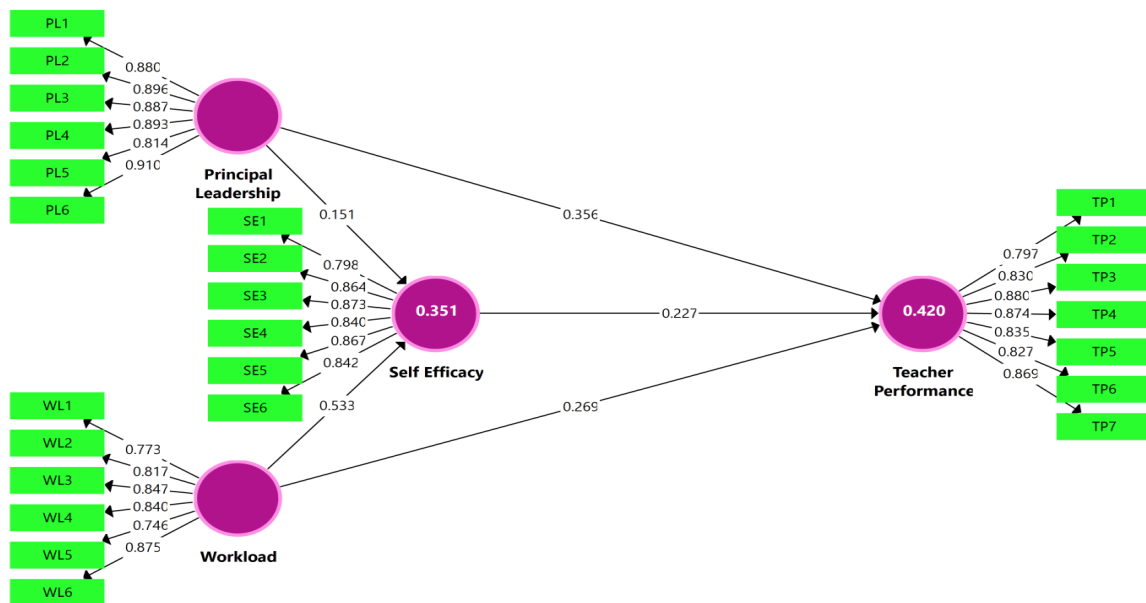 PL1
PL2
PL3
PL4
PL5
PL6
0.880
0.896
0.887
0.893
0.814
0.910
Principal
Leadership
0.151
0.356
SE1
SE2
SE3
SE4
SE5
SE6
0.798
0.864
0.873
0.840
0.867
0.842
0.351
Self Efficacy
0.227
0.533
0.269
WL1
WL2
WL3
WL4
WL5
WL6
0.773
0.817
0.847
0.840
0.746
0.875
Workload
0.420
Teacher
Performance
0.797
0.830
0.880
0.874
0.835
0.827
0.869
TP1
TP2
TP3
TP4
TP5
TP6
TP7